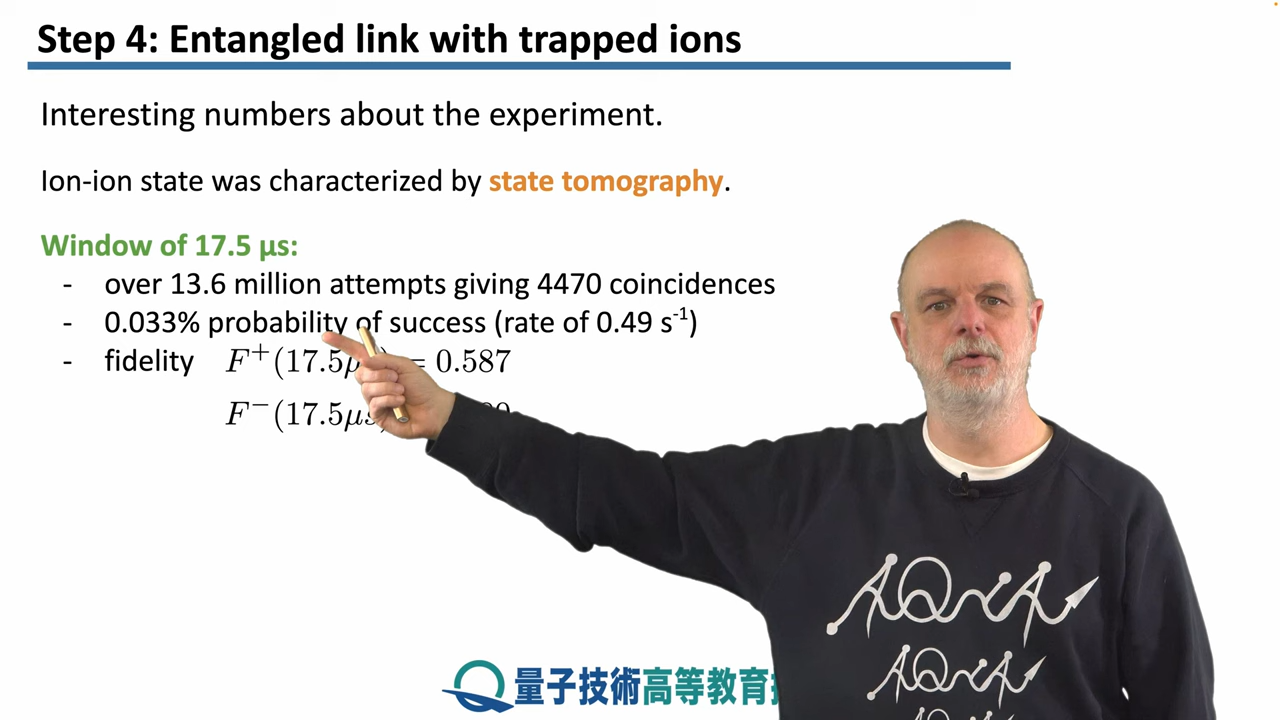 Step 4: Entangled link with trapped ions
Interesting numbers about the experiment.
Ion-ion state was characterized by state tomography.
Window of 17.5 μs:
- over 13.6 million attempts giving 4470 coincidences
- 0.033% probability of success (rate of 0.49 s⁻¹)
- fidelity F⁺(17.5μ = 0.587
F⁻(17.5μs)
AQUA
AQUA
量子技術高等教育